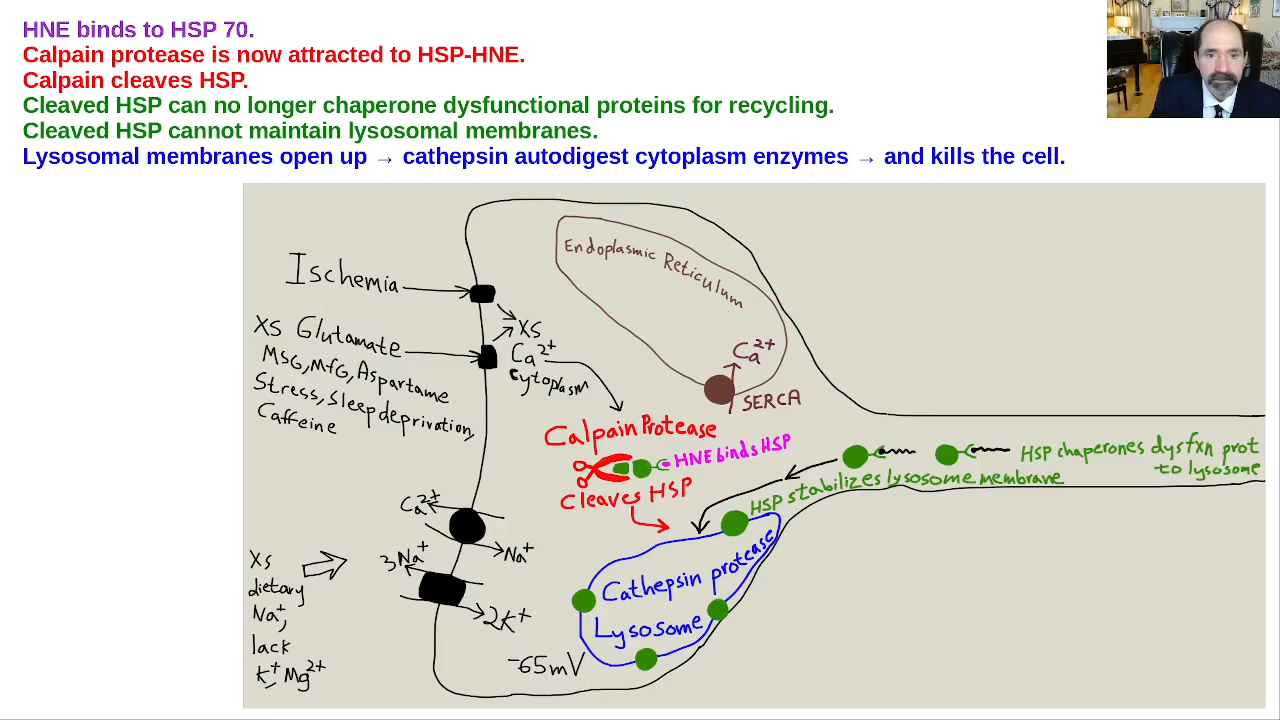 HNE binds to HSP 70.
Calpain protease is now attracted to HSP-HNE.
Calpain cleaves HSP.
Cleaved HSP can no longer chaperone dysfunctional proteins for recycling.
Cleaved HSP cannot maintain lysosomal membranes.
Lysosomal membranes open up → cathepsin autodigest cytoplasm enzymes → and kills the cell.
Endoplasmic Reticulum
Ca2+
SERCA
Ischemia
XS Glutamate
MSG, MfG, Aspartame
Stress, Sleep deprivation,
Caffeine
XS
Ca2+
Cytoplasm
Calpain Protease
HNE binds HSP
Cleaves HSP
HSP chaperones dysfxn prot
to lysosome
HSP stabilizes lysosome membrane
Cathepsin protease
Lysosome
Ca2+
Na+
3Na+
2K+
-65mV
XS
dietary
Na+,
lack
K+, Mg2+